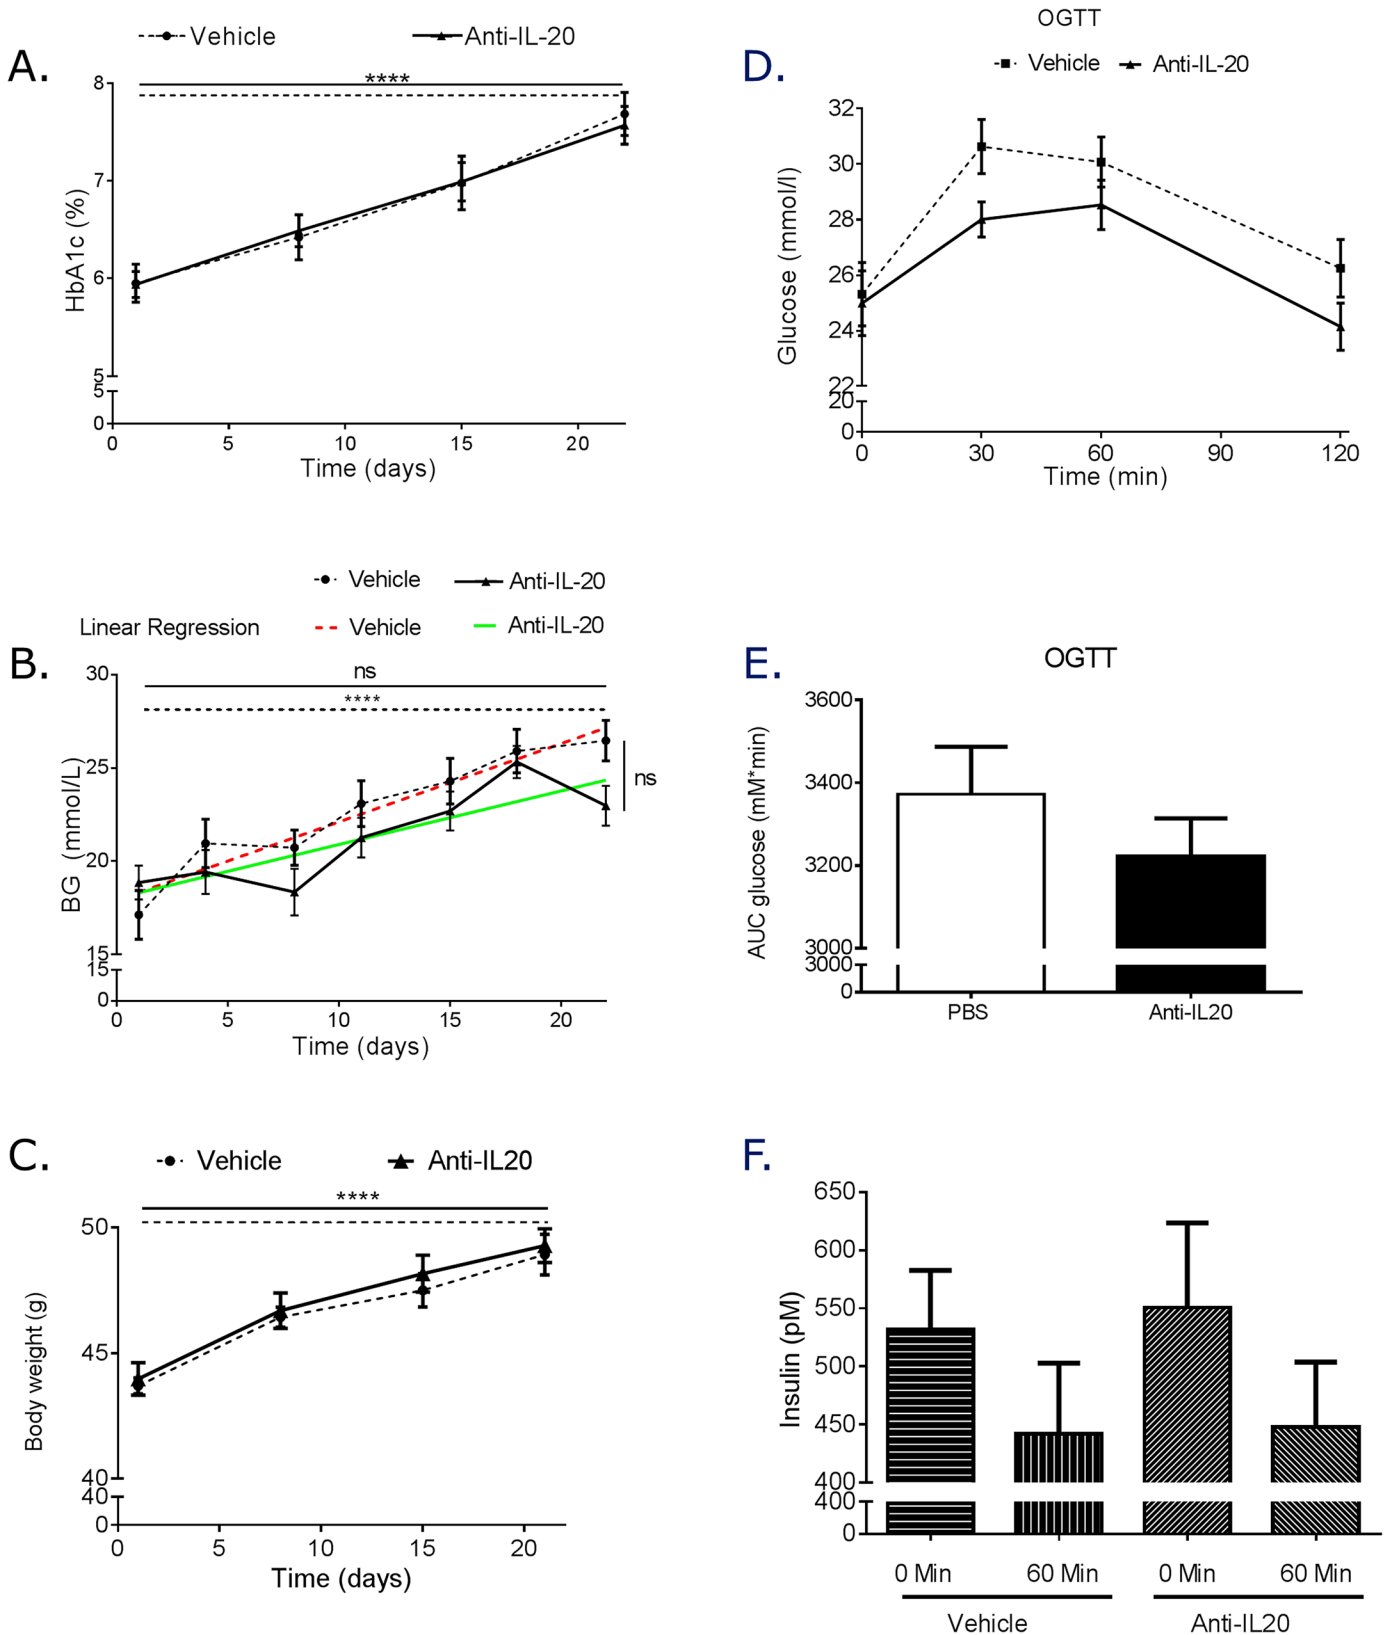 A.
Vehicle Anti-IL-20
****
HbA1c (%)
8
7
6
5
5
0
0 5 10 15 20
Time (days)
D.
OGTT
Vehicle Anti-IL-20
Glucose (mmol/l)
32
30
28
26
24
22
20
0
0 30 60 90 120
Time (min)
B.
Vehicle Anti-IL-20
Linear Regression Vehicle Anti-IL-20
ns
****
ns
BG (mmol/L)
30
25
20
15
15
0
0 5 10 15 20
Time (days)
E.
OGTT
AUC glucose (mM*min)
3600
3400
3200
3000
3000
0
PBS Anti-IL20
C.
Vehicle Anti-IL20
****
Body weight (g)
50
45
40
40
0
0 5 10 15 20
Time (days)
F.
Insulin (pM)
650
600
550
500
450
400
400
0
0 Min 60 Min 0 Min 60 Min
Vehicle Anti-IL20